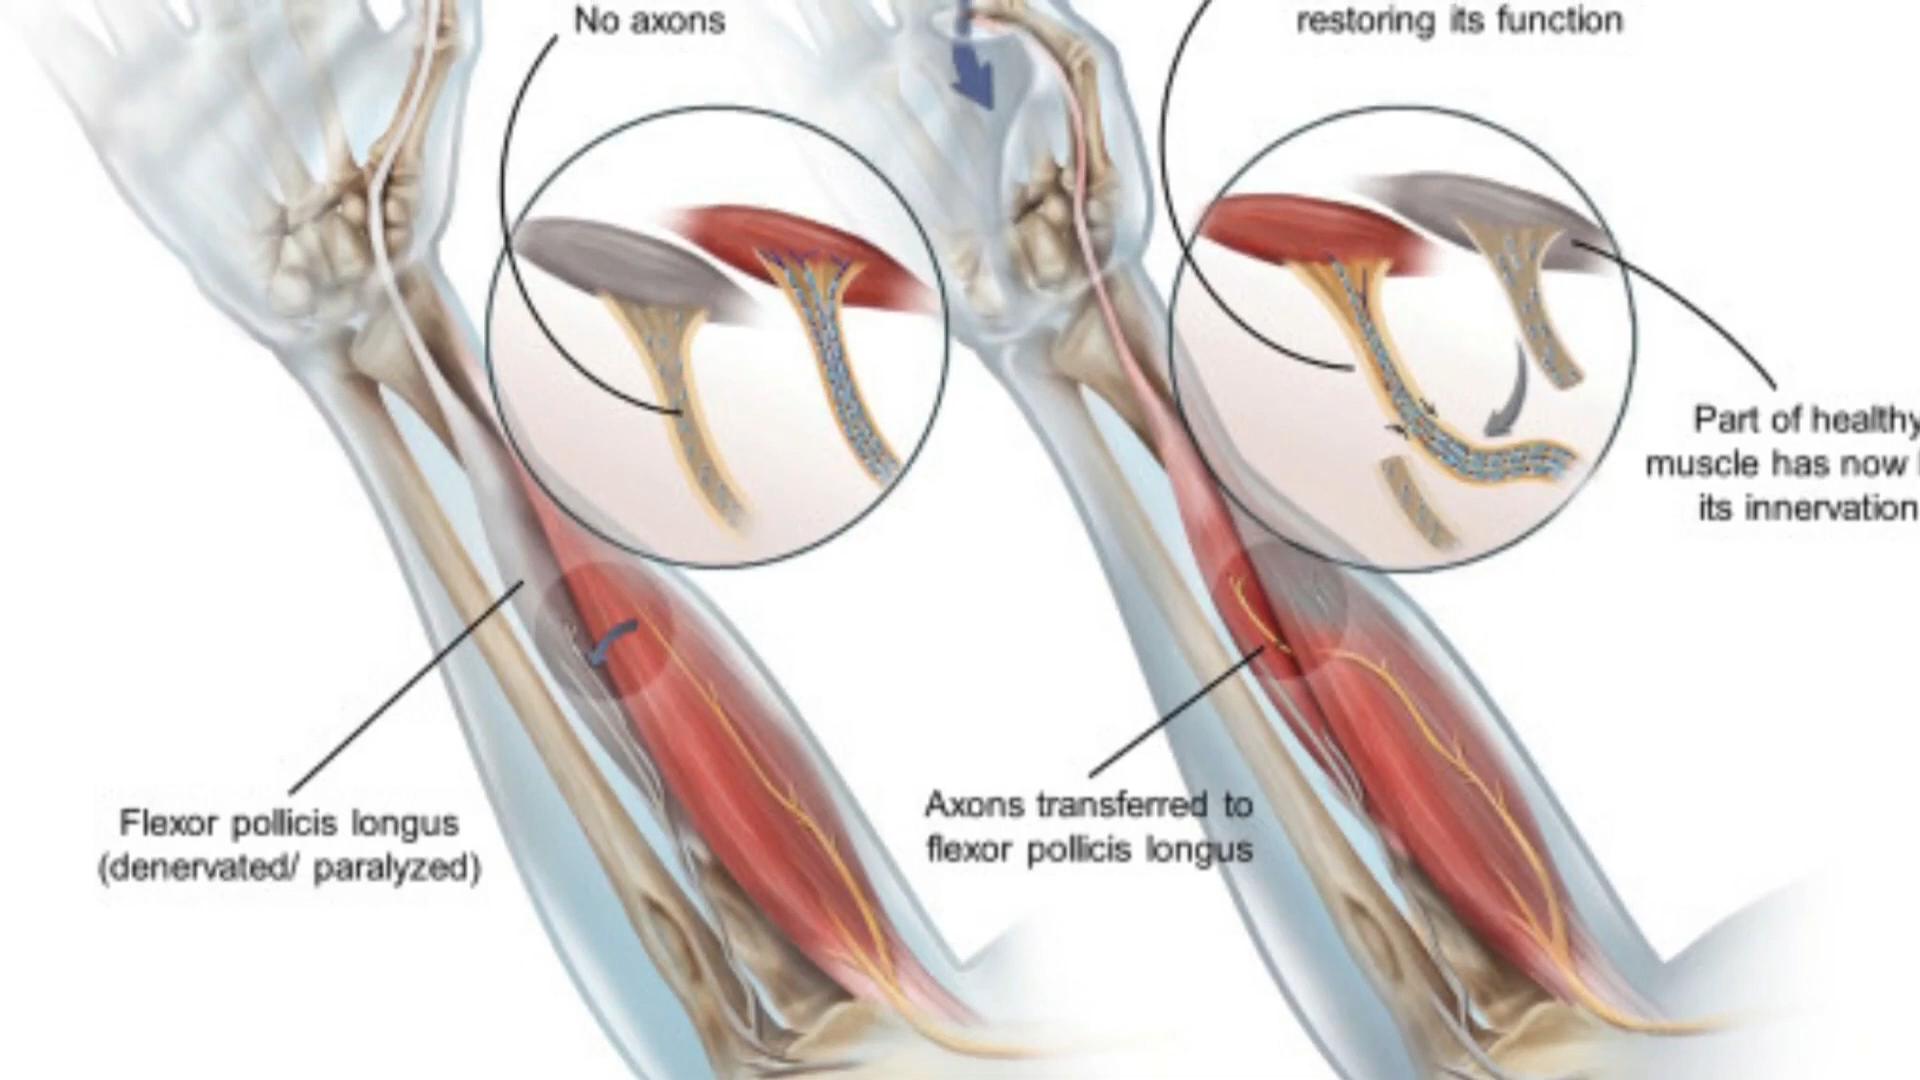 No axons
restoring its function
Part of healthy
muscle has now
its innervation
Flexor pollicis longus
(denervated/ paralyzed)
Axons transferred to
flexor pollicis longus